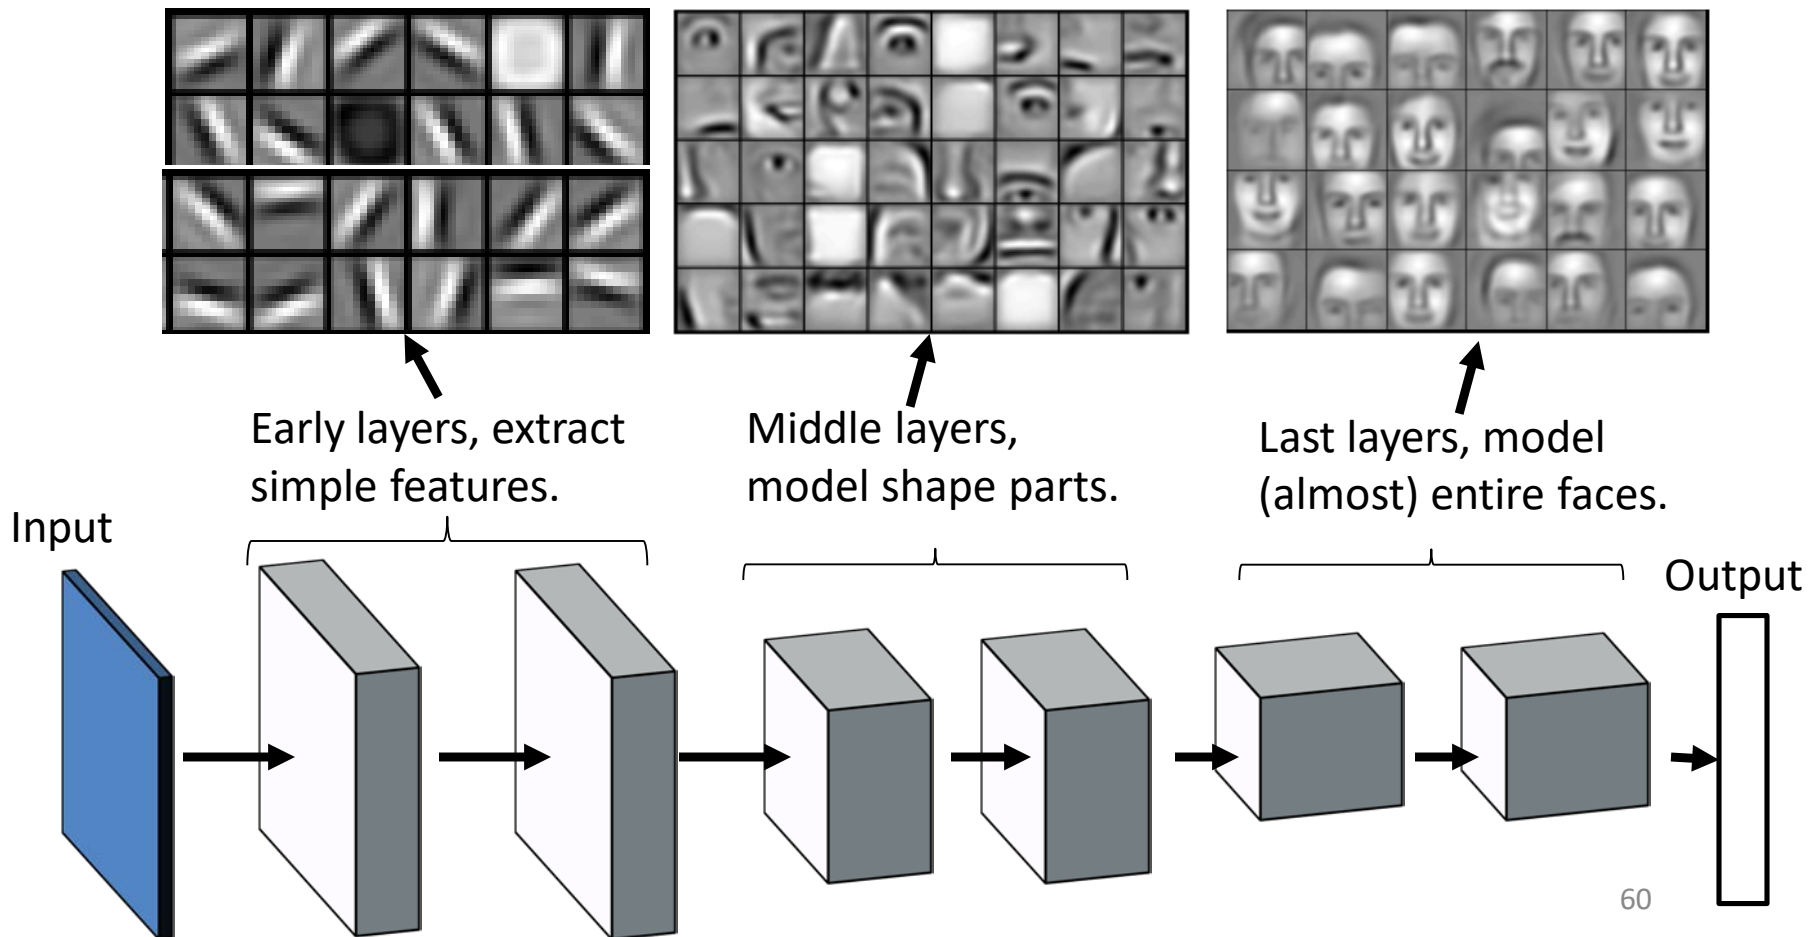 Early layers, extract
simple features.
Middle layers,
model shape parts.
Last layers, model
(almost) entire faces.
Input
Output
60